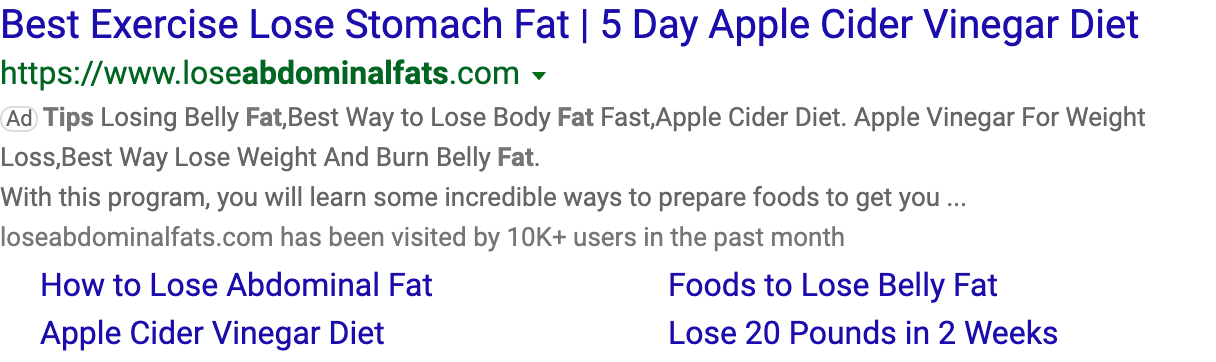 Best Exercise Lose Stomach Fat | 5 Day Apple Cider Vinegar Diet
https://www.loseabdominalfats.com
Ad Tips Losing Belly Fat,Best Way to Lose Body Fat Fast,Apple Cider Diet. Apple Vinegar For Weight
Loss,Best Way Lose Weight And Burn Belly Fat.
With this program, you will learn some incredible ways to prepare foods to get you ...
loseabdominalfats.com has been visited by 10K+ users in the past month
How to Lose Abdominal Fat Foods to Lose Belly Fat
Apple Cider Vinegar Diet Lose 20 Pounds in 2 Weeks